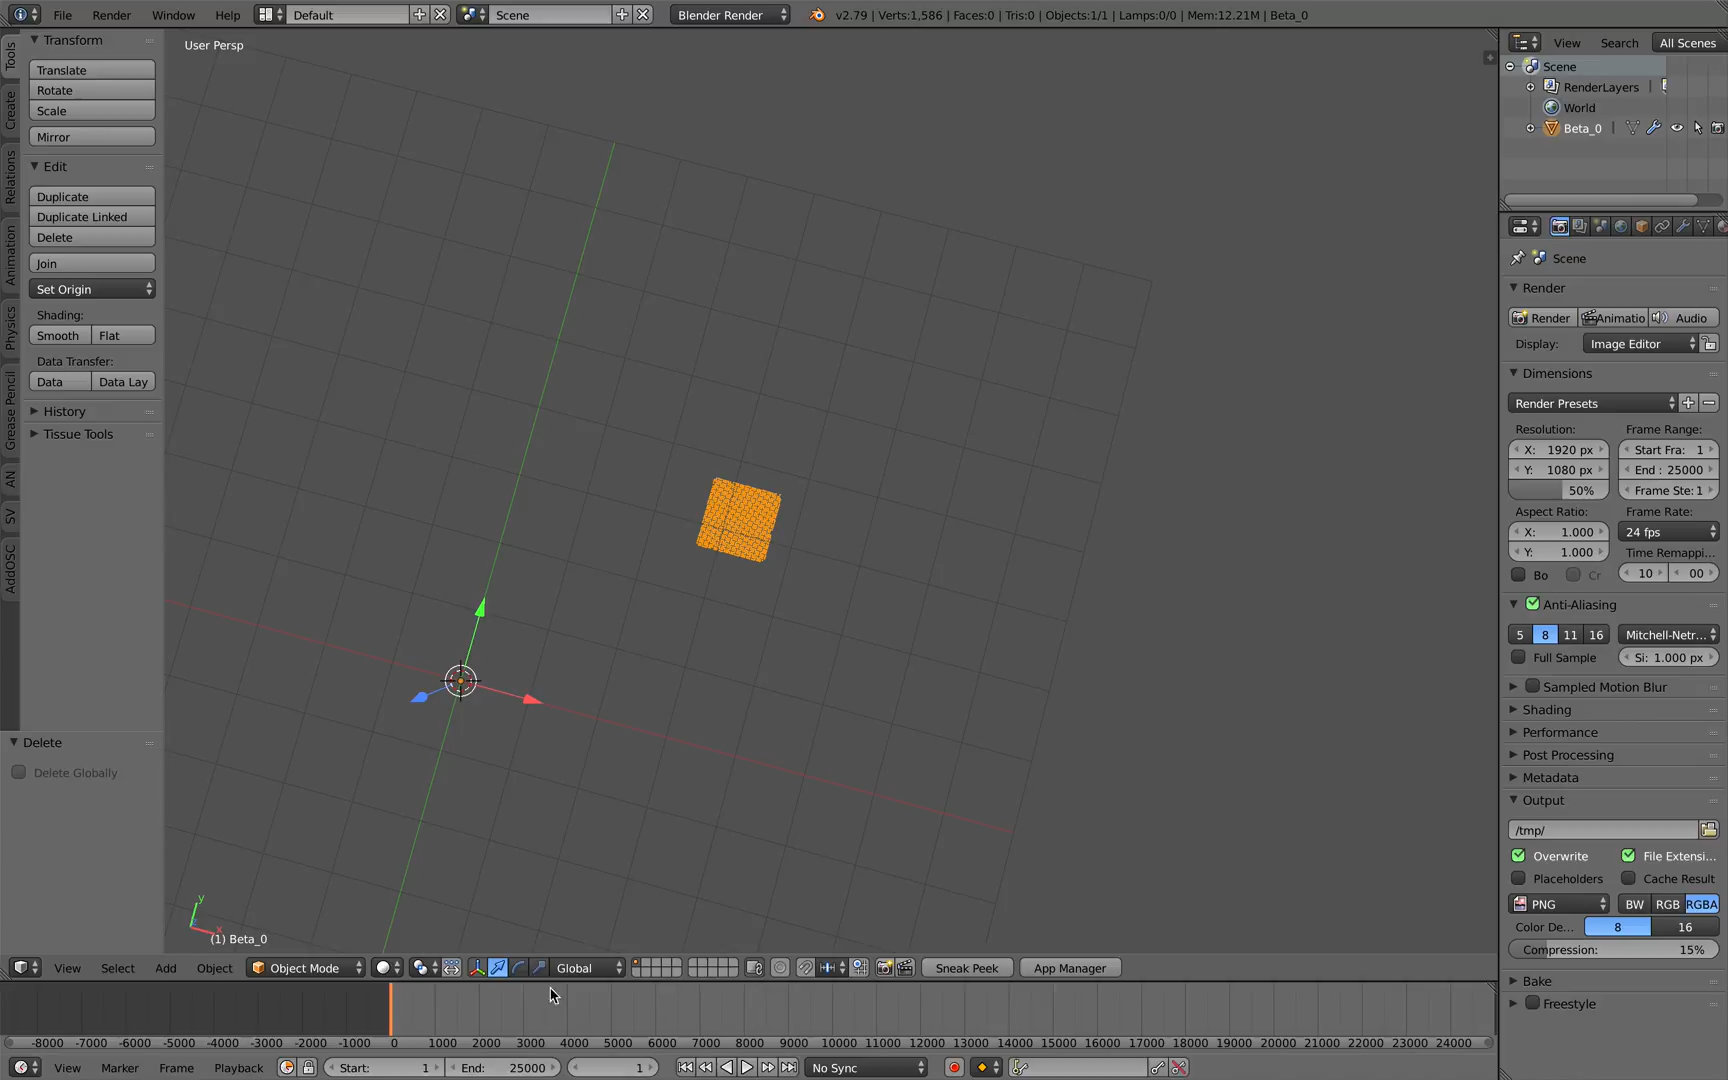 File Render Window Help Default Scene Blender Render v2.79 | Verts:1,586 | Faces:0 | Tris:0 | Objects:1/1 | Lamps:0/0 | Mem:12.21M | Beta_0
Tools
Create
Relations
Animation
Physics
Grease Pencil
AN
SV
AddOSC
Transform
Translate
Rotate
Scale
Mirror
Edit
Duplicate
Duplicate Linked
Delete
Join
Set Origin
Shading:
Smooth Flat
Data Transfer:
Data Data Lay
History
Tissue Tools
Delete
Delete Globally
User Persp
y
x
(1) Beta_0
View Select Add Object Object Mode Global Sneak Peek App Manager
-8000 -7000 -6000 -5000 -4000 -3000 -2000 -1000 0 1000 2000 3000 4000 5000 6000 7000 8000 9000 10000 11000 12000 13000 14000 15000 16000 17000 18000 19000 20000 21000 22000 23000 24000
View Marker Frame Playback Start: 1 End: 25000 1 No Sync
View Search All Scenes
Scene
RenderLayers
World
Beta_0
Scene
Render
Render Animatio Audio
Display: Image Editor
Dimensions
Render Presets
Resolution: Frame Range:
X: 1920 px Start Fra: 1
Y: 1080 px End : 25000
50% Frame Ste: 1
Aspect Ratio: Frame Rate:
X: 1.000 24 fps
Y: 1.000 Time Remappi...
Bo Cr 10 00
Anti-Aliasing
5 8 11 16 Mitchell-Netr...
Full Sample Si: 1.000 px
Sampled Motion Blur
Shading
Performance
Post Processing
Metadata
Output
/tmp/
Overwrite File Extensi...
Placeholders Cache Result
PNG BW RGB RGBA
Color De... 8 16
Compression: 15%
Bake
Freestyle